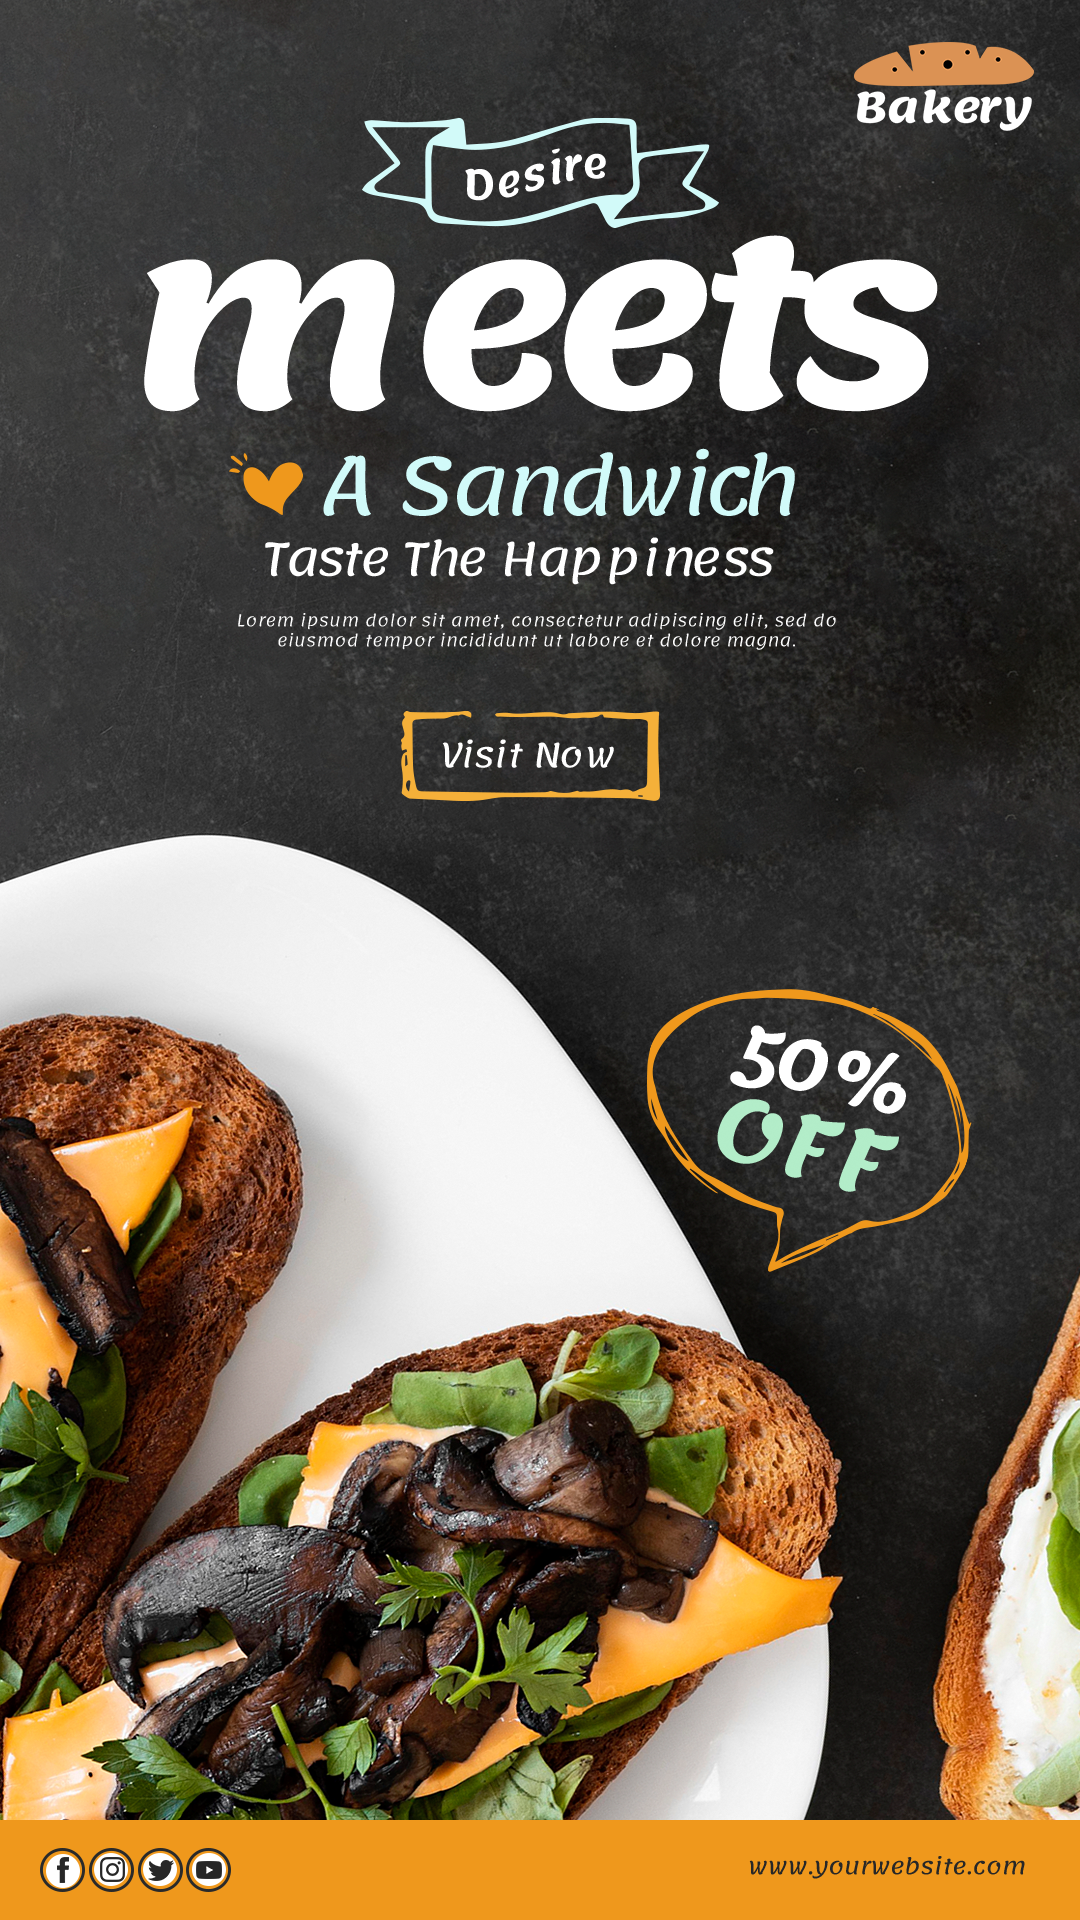 Bakery
Desire
meets
A Sandwich
Taste The Happiness
Lorem ipsum dolor sit amet, consectetur adipiscing elit, sed do
eiusmod tempor incididunt ut labore et dolore magna.
Visit Now
50%
OFF
www.yourwebsite.com